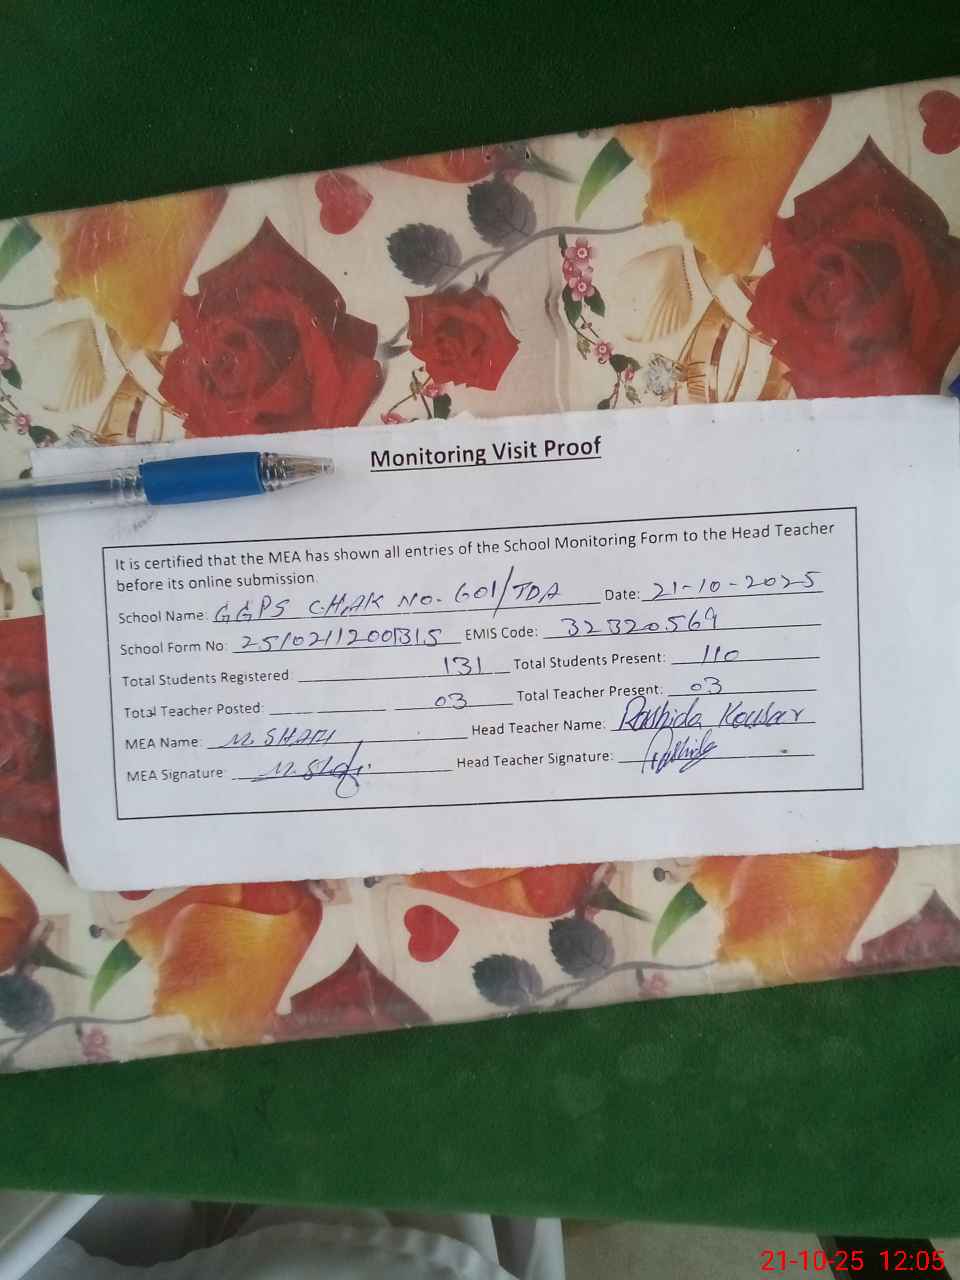 Monitoring Visit Proof
It is certified that the MEA has shown all entries of the School Monitoring Form to the Head Teacher
before its online submission.
School Name: GGPS CHAK NO. 601/TDA Date: 21-10-2025
School Form No: 2510211200315 EMIS Code: 32320569
Total Students Registered: 131 Total Students Present: 110
Total Teacher Posted: 03 Total Teacher Present: 03
MEA Name: M. SHAFI Head Teacher Name: Rashida Kousar
MEA Signature: M. Shafi Head Teacher Signature: Rashida
21-10-25 12:05